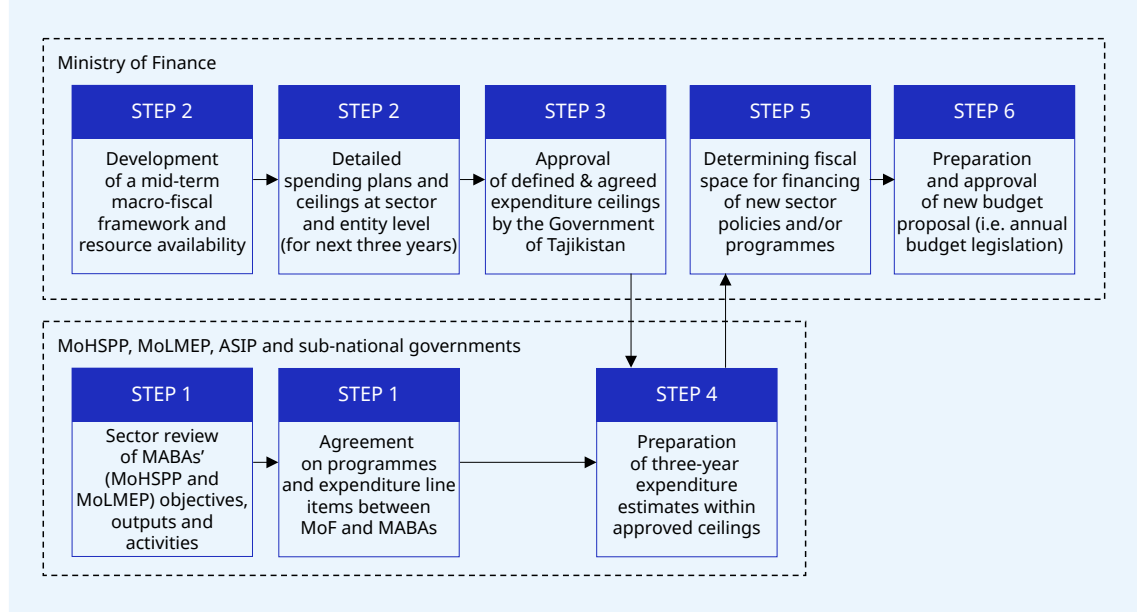 Ministry of Finance
STEP 2
Development
of a mid-term
macro-fiscal
framework and
resource availability
STEP 2
Detailed
spending plans and
ceilings at sector
and entity level
(for next three years)
STEP 3
Approval
of defined & agreed
expenditure ceilings
by the Government
of Tajikistan
STEP 5
Determining fiscal
space for financing
of new sector
policies and/or
programmes
STEP 6
Preparation
and approval
of new budget
proposal (i.e. annual
budget legislation)
MoHSPP, MoLMEP, ASIP and sub-national governments
STEP 1
Sector review
of MABAs’
(MoHSPP and
MoLMEP) objectives,
outputs and
activities
STEP 1
Agreement
on programmes
and expenditure line
items between
MoF and MABAs
STEP 4
Preparation
of three-year
expenditure
estimates within
approved ceilings